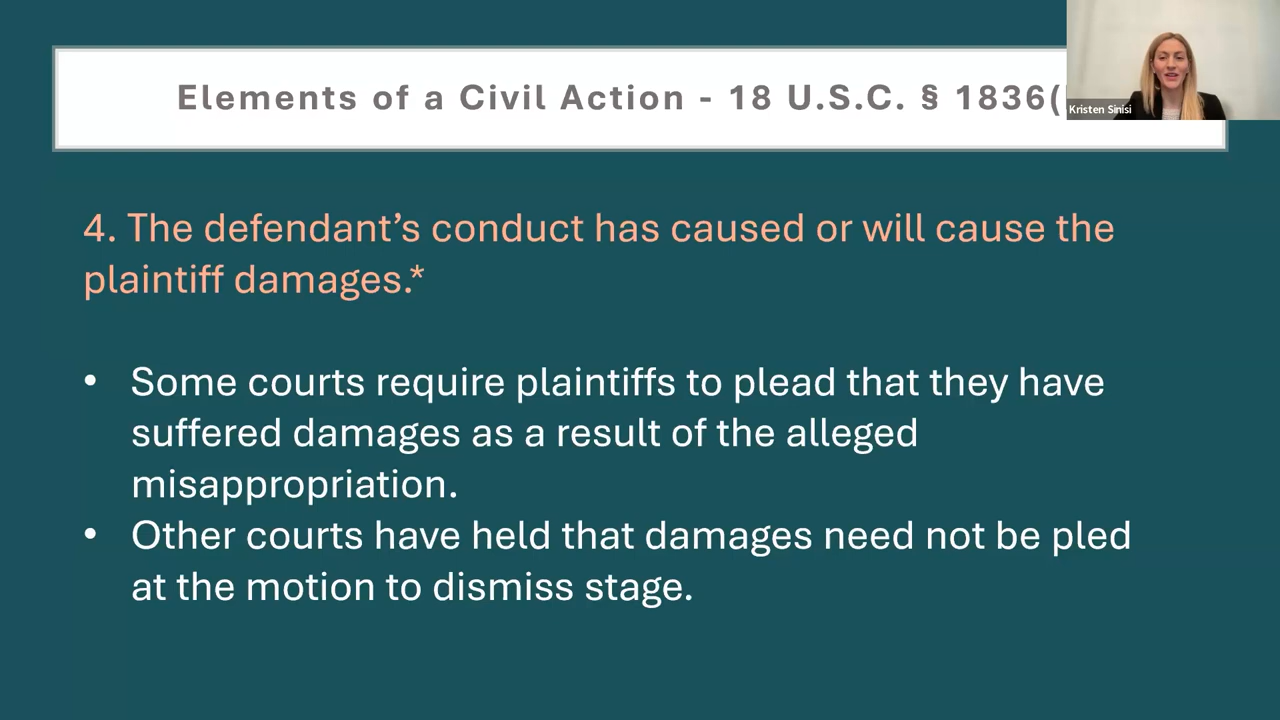 Elements of a Civil Action - 18 U.S.C. § 1836(
Kristen Sinisi
4. The defendant’s conduct has caused or will cause the
plaintiff damages.*
• Some courts require plaintiffs to plead that they have
suffered damages as a result of the alleged
misappropriation.
• Other courts have held that damages need not be pled
at the motion to dismiss stage.